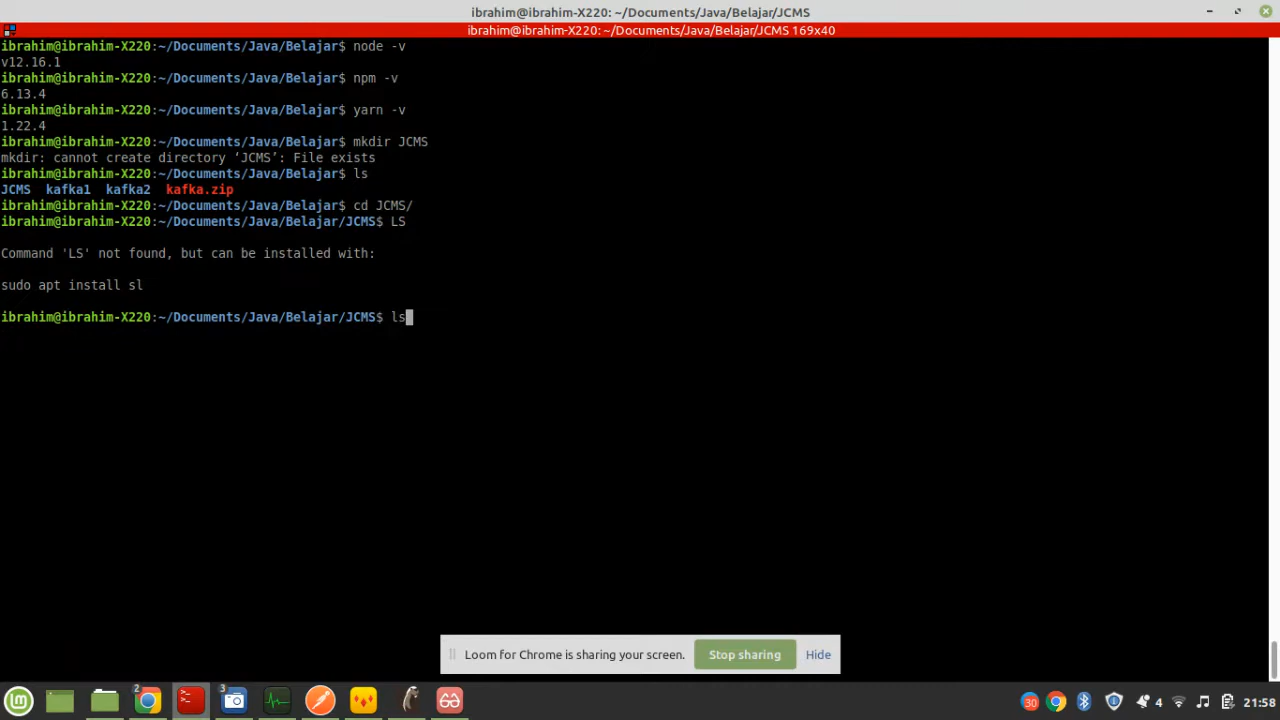 ibrahim@ibrahim-X220: ~/Documents/Java/Belajar/JCMS
ibrahim@ibrahim-X220: ~/Documents/Java/Belajar/JCMS 169x40
ibrahim@ibrahim-X220:~/Documents/Java/Belajar$ node -v
v12.16.1
ibrahim@ibrahim-X220:~/Documents/Java/Belajar$ npm -v
6.13.4
ibrahim@ibrahim-X220:~/Documents/Java/Belajar$ yarn -v
1.22.4
ibrahim@ibrahim-X220:~/Documents/Java/Belajar$ mkdir JCMS
mkdir: cannot create directory ‘JCMS’: File exists
ibrahim@ibrahim-X220:~/Documents/Java/Belajar$ ls
JCMS kafka1 kafka2 kafka.zip
ibrahim@ibrahim-X220:~/Documents/Java/Belajar$ cd JCMS/
ibrahim@ibrahim-X220:~/Documents/Java/Belajar/JCMS$ LS
Command 'LS' not found, but can be installed with:
sudo apt install sl
ibrahim@ibrahim-X220:~/Documents/Java/Belajar/JCMS$ ls
Loom for Chrome is sharing your screen. Stop sharing Hide
2 3 30 4 21:58